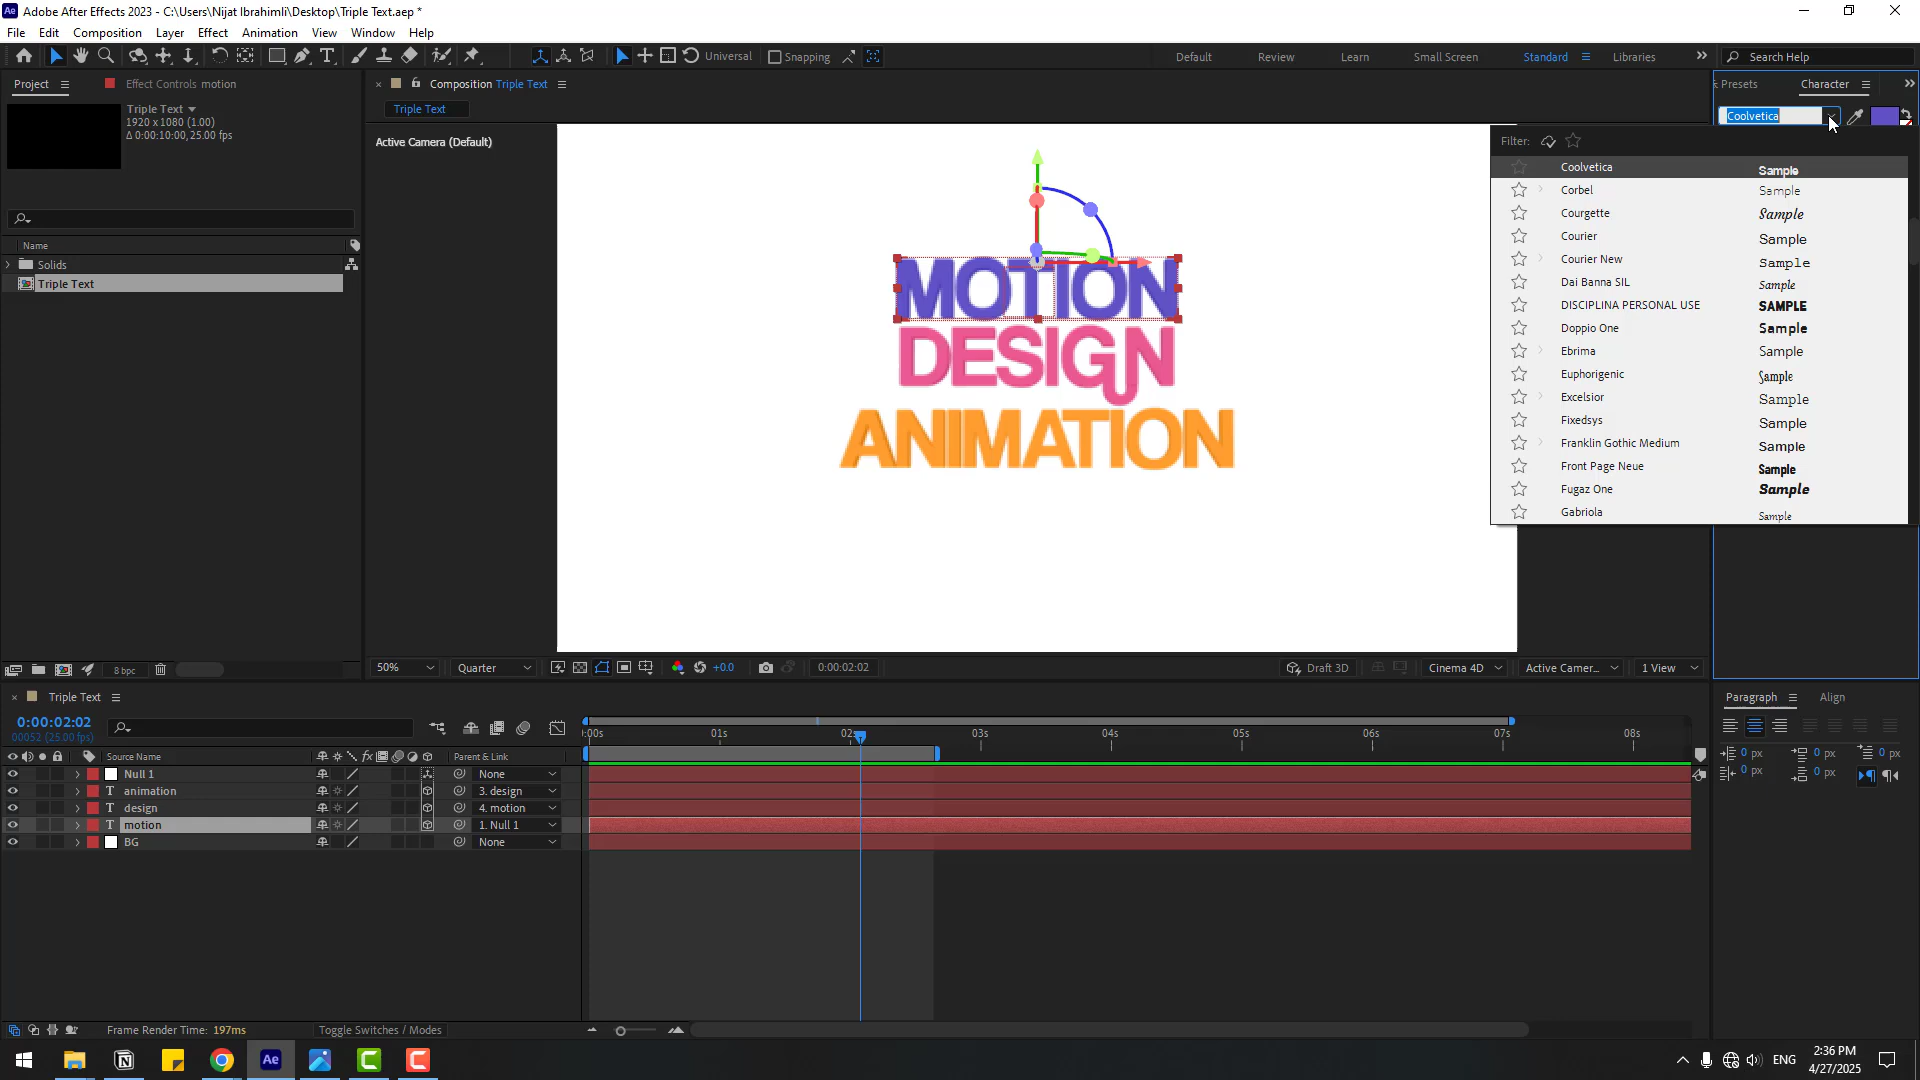 Adobe After Effects 2023 - C:\Users\Nijat Ibrahimli\Desktop\Triple Text.aep *
File Edit Composition Layer Effect Animation View Window Help
Universal Snapping Default Review Learn Small Screen Standard Libraries Search Help
Project Effect Controls motion
Composition Triple Text
Presets Character
Triple Text
1920 x 1080 (1.00)
Δ 0:00:10:00, 25.00 fps
Triple Text
Coolvetica
Active Camera (Default)
Filter:
Coolvetica Sample
Corbel Sample
Courgette Sample
Courier Sample
Courier New Sample
Dai Banna SIL Sample
DISCIPLINA PERSONAL USE SAMPLE
Doppio One Sample
Ebrima Sample
Euphorigenic Sample
Excelsior Sample
Fixedsys Sample
Franklin Gothic Medium Sample
Front Page Neue Sample
Fugaz One Sample
Gabriola Sample
Name
Solids
Triple Text
MOTION
DESIGN
ANIMATION
8 bpc
50% Quarter +0.0 0:00:02:02 Draft 3D Cinema 4D Active Camer... 1 View
Triple Text
0:00:02:02
00052 (25.00 fps)
:00s 01s 02s 03s 04s 05s 06s 07s 08s
Source Name Parent & Link
Null 1 None
T animation 3. design
T design 4. motion
T motion 1. Null 1
BG None
Paragraph Align
0 px 0 px 0 px
0 px 0 px
Frame Render Time: 197ms Toggle Switches / Modes
Ae
ENG
2:36 PM
4/27/2025